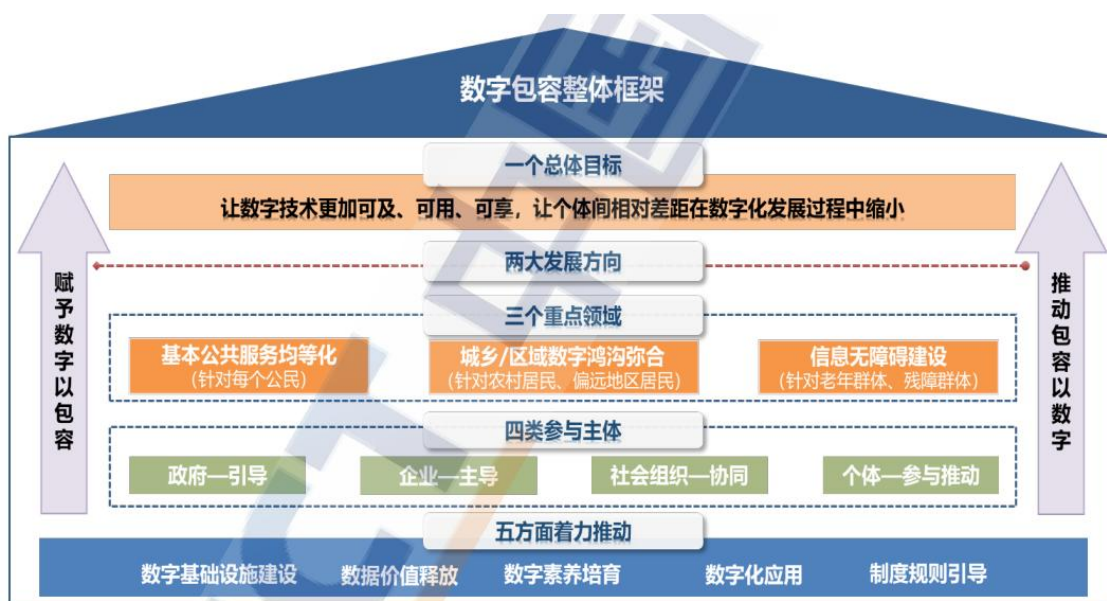 数字包容整体框架
一个总体目标
让数字技术更加可及、可用、可享，让个体间相对差距在数字化发展过程中缩小
两大发展方向
赋予数字以包容
推动包容以数字
三个重点领域
基本公共服务均等化
（针对每个公民）
城乡/区域数字鸿沟弥合
（针对农村居民、偏远地区居民）
信息无障碍建设
（针对老年群体、残障群体）
四类参与主体
政府—引导
企业—主导
社会组织—协同
个体—参与推动
五方面着力推动
数字基础设施建设
数据价值释放
数字素养培育
数字化应用
制度规则引导